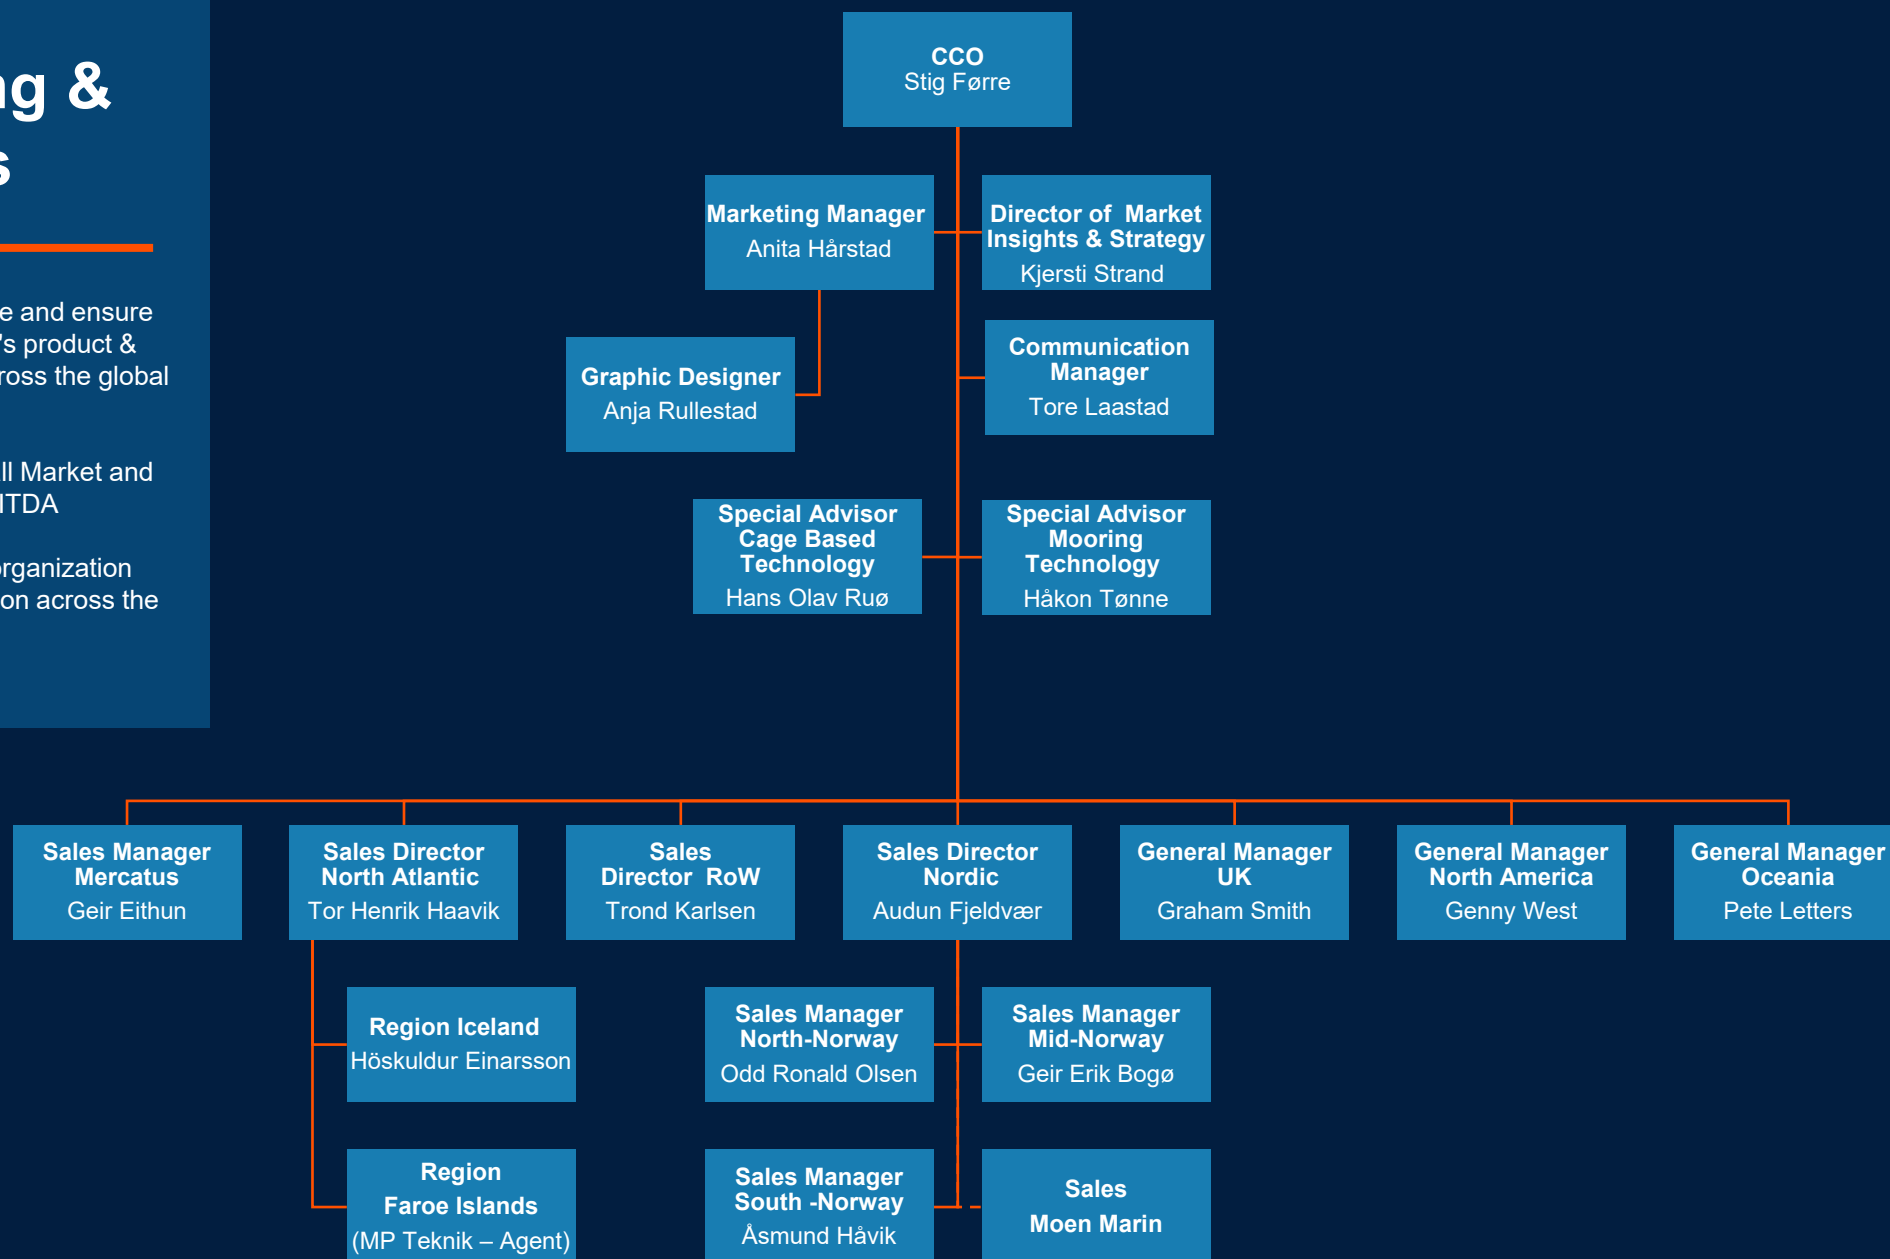 ng &
s
e and ensure
's product &
ross the global
ll Market and
ITDA
organization
on across the
CCO
Stig Førre
Marketing Manager
Anita Hårstad
Director of  Market
Insights & Strategy
Kjersti Strand
Graphic Designer
Anja Rullestad
Communication
Manager
Tore Laastad
Special Advisor
Cage Based
Technology
Hans Olav Ruø
Special Advisor
Mooring
Technology
Håkon Tønne
Sales Manager
Mercatus
Geir Eithun
Sales Director
North Atlantic
Tor Henrik Haavik
Sales
Director  RoW
Trond Karlsen
Sales Director
Nordic
Audun Fjeldvær
General Manager
UK
Graham Smith
General Manager
North America
Genny West
General Manager
Oceania
Pete Letters
Region Iceland
Höskuldur Einarsson
Sales Manager
North-Norway
Odd Ronald Olsen
Sales Manager
Mid-Norway
Geir Erik Bogø
Region
Faroe Islands
(MP Teknik – Agent)
Sales Manager
South -Norway
Åsmund Håvik
Sales
Moen Marin